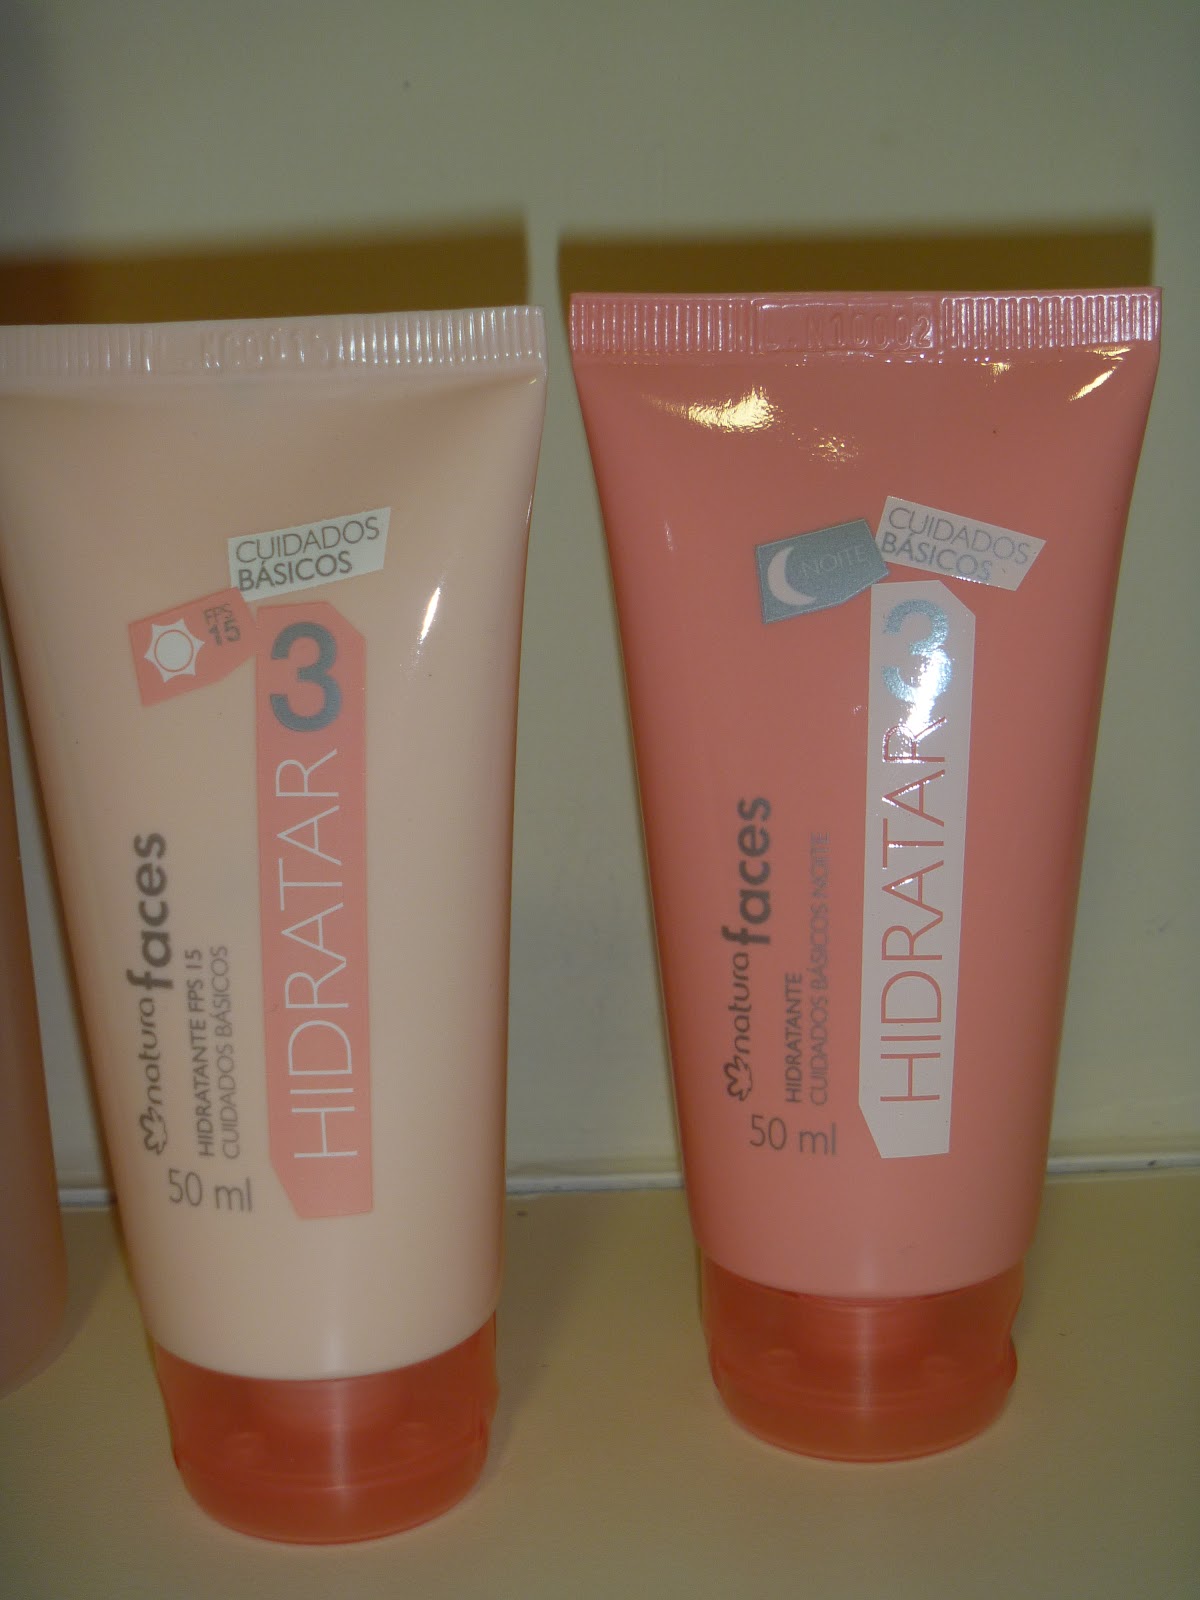 CUIDADOS
BÁSICOS
FPS
15
3
HIDRATAR
natura faces
HIDRATANTE FPS 15
CUIDADOS BÁSICOS
50 ml
N10002
CUIDADOS
BÁSICOS
NOITE
3
HIDRATAR
natura faces
HIDRATANTE
CUIDADOS BÁSICOS NOITE
50 ml